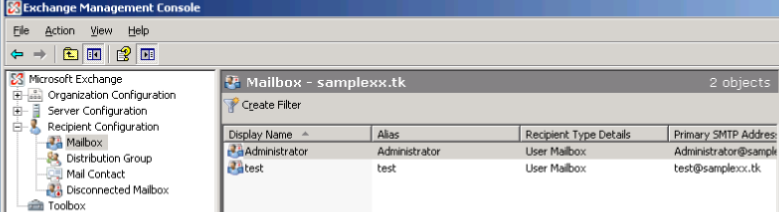 Exchange Management Console
File Action View Help
Microsoft Exchange
Organization Configuration
Server Configuration
Recipient Configuration
Mailbox
Distribution Group
Mail Contact
Disconnected Mailbox
Toolbox
Mailbox - samplexx.tk 2 objects
Create Filter
Display Name Alias Recipient Type Details Primary SMTP Address
Administrator Administrator User Mailbox Administrator@sample
test test User Mailbox test@samplexx.tk